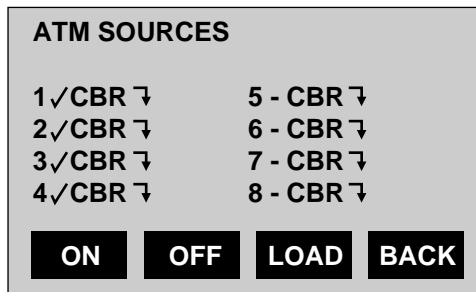 ATM SOURCES
1✓CBR ↴ 5 - CBR ↴
2✓CBR ↴ 6 - CBR ↴
3✓CBR ↴ 7 - CBR ↴
4✓CBR ↴ 8 - CBR ↴
ON OFF LOAD BACK